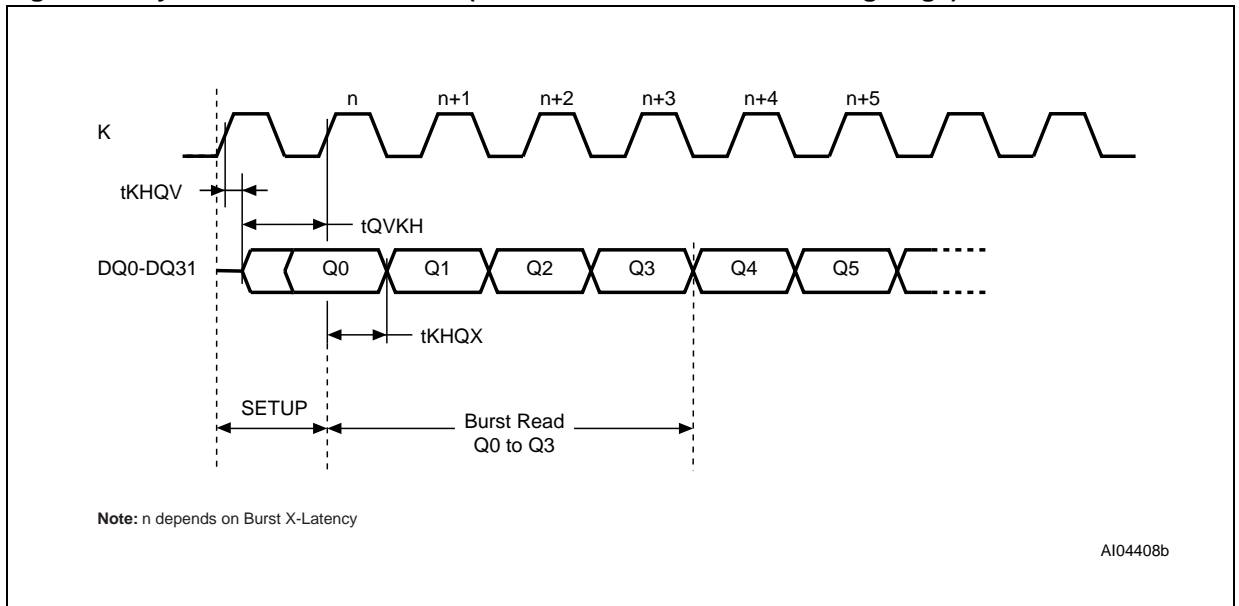 n n+1 n+2 n+3 n+4 n+5
K
tKHQV
tQVKH
DQ0-DQ31 Q0 Q1 Q2 Q3 Q4 Q5
tKHQX
SETUP
Burst Read
Q0 to Q3
Note: n depends on Burst X-Latency
AI04408b